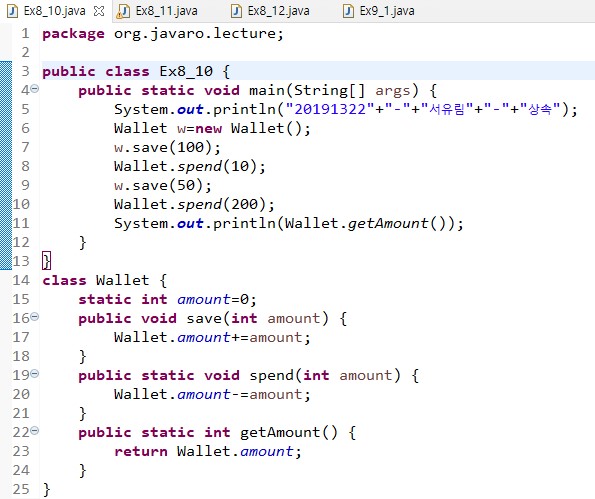 Ex8_10.java Ex8_11.java Ex8_12.java Ex9_1.java
1 package org.javaro.lecture;
2
3 public class Ex8_10 {
4 public static void main(String[] args) {
5 System.out.println("20191322"+"-"+"서유림"+"-"+"상속");
6 Wallet w=new Wallet();
7 w.save(100);
8 Wallet.spend(10);
9 w.save(50);
10 Wallet.spend(200);
11 System.out.println(Wallet.getAmount());
12 }
13 }
14 class Wallet {
15 static int amount=0;
16 public void save(int amount) {
17 Wallet.amount+=amount;
18 }
19 public static void spend(int amount) {
20 Wallet.amount-=amount;
21 }
22 public static int getAmount() {
23 return Wallet.amount;
24 }
25 }